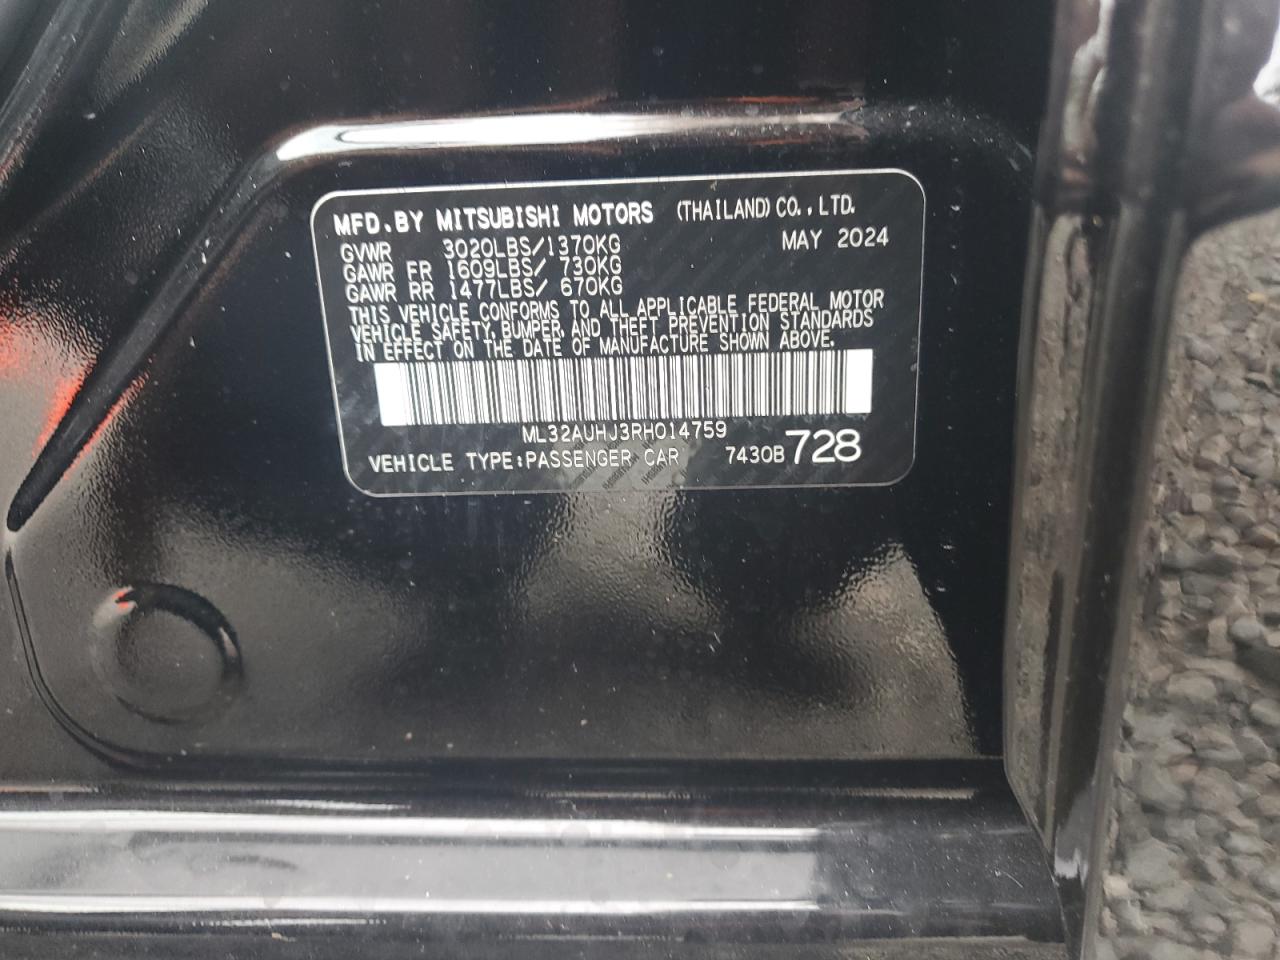 MFD.BY MITSUBISHI MOTORS (THAILAND) CO., LTD.
GVWR 3020LBS/1370KG MAY 2024
GAWR FR 1609LBS/ 730KG
GAWR RR 1477LBS/ 670KG
THIS VEHICLE CONFORMS TO ALL APPLICABLE FEDERAL MOTOR
VEHICLE SAFETY, BUMPER, AND THEFT PREVENTION STANDARDS
IN EFFECT ON THE DATE OF MANUFACTURE SHOWN ABOVE.
ML32AUHJ3RH014759
VEHICLE TYPE:PASSENGER CAR 7430B728